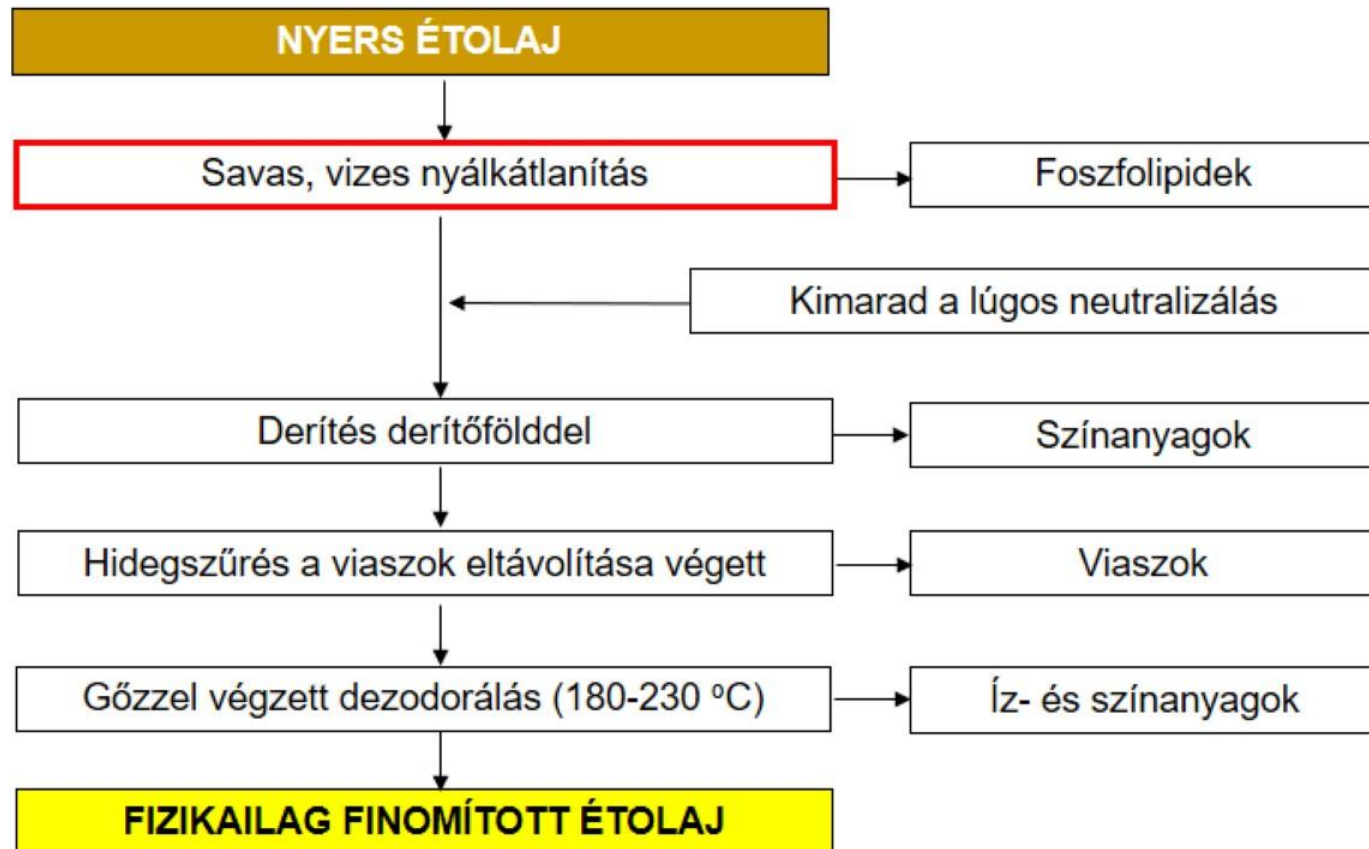 NYERS ÉTOLAJ
Savas, vizes nyálkátlanítás
Foszfolipidek
Kimarad a lúgos neutralizálás
Derítés derítőfölddel
Színanyagok
Hidegszűrés a viaszok eltávolítása végett
Viaszok
Gőzzel végzett dezodorálás (180-230 ºC)
Íz- és színanyagok
FIZIKAILAG FINOMÍTOTT ÉTOLAJ